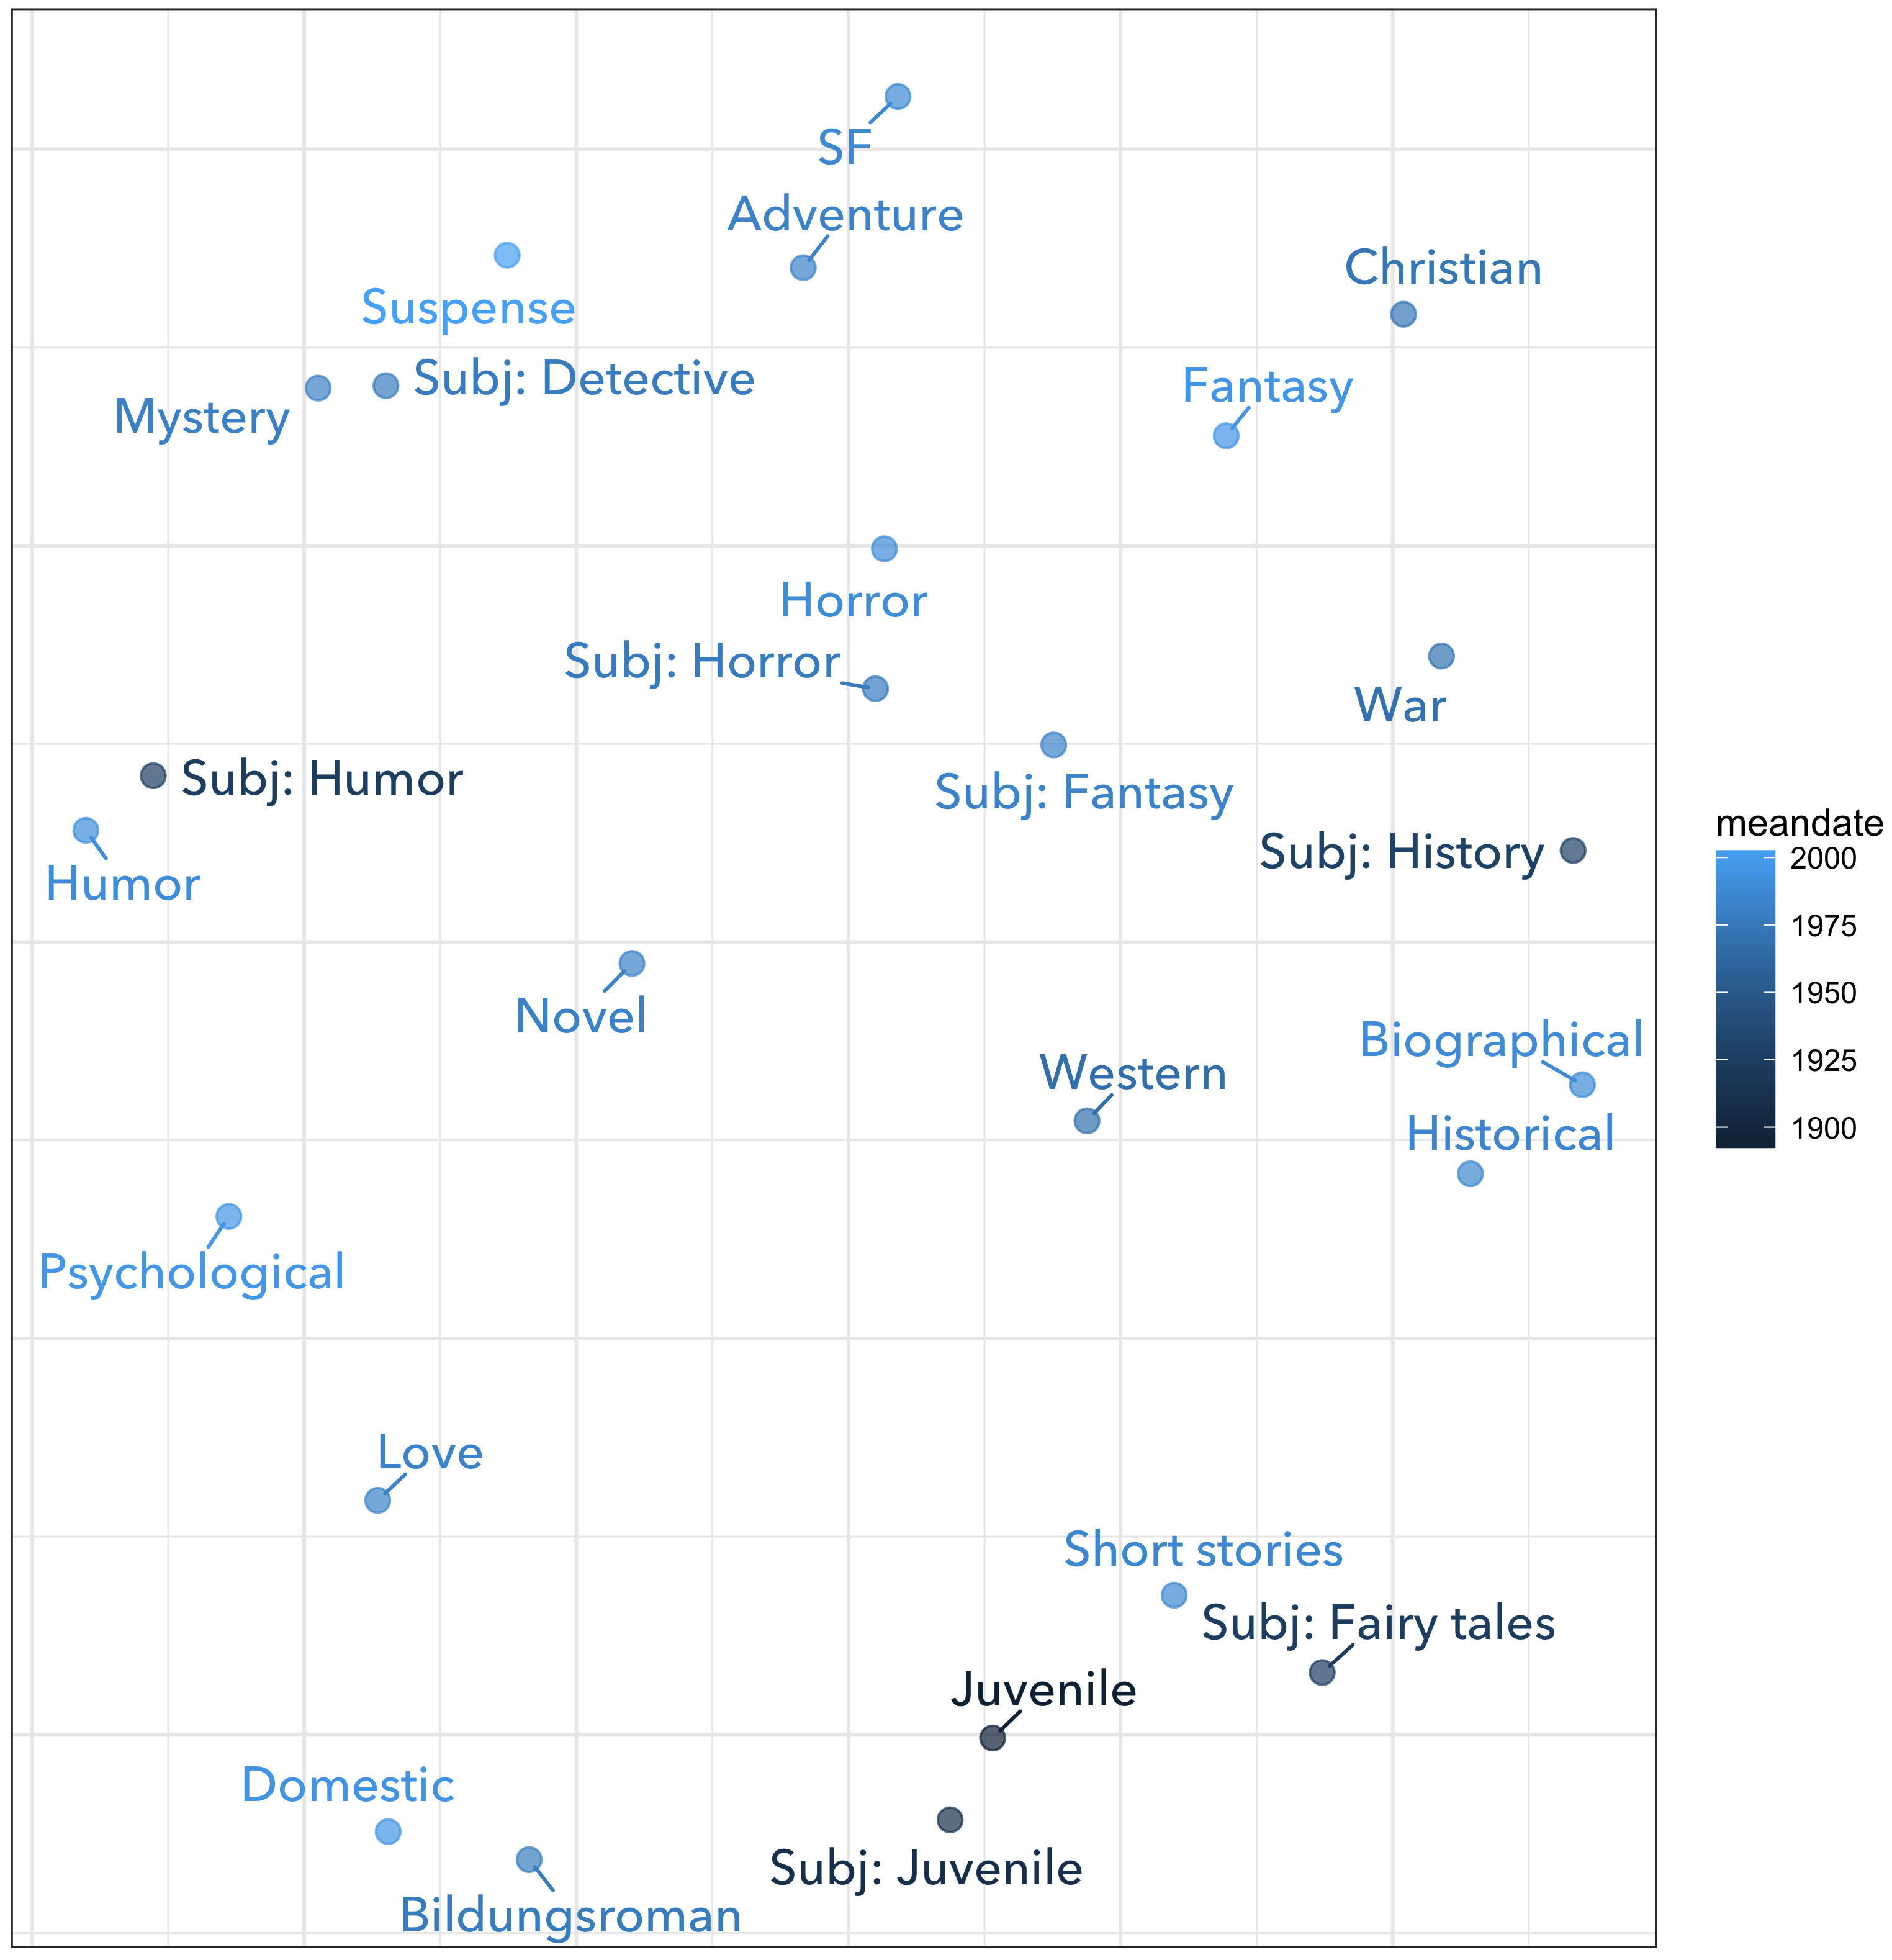 SF
Adventure
Christian
Suspense
Subj: Detective
Fantasy
Mystery
Horror
Subj: Horror
War
Subj: Humor
Subj: Fantasy
Subj: History
Humor
Novel
Biographical
Western
Historical
Psychological
Love
Short stories
Subj: Fairy tales
Juvenile
Domestic
Subj: Juvenile
Bildungsroman
meandate
2000
1975
1950
1925
1900